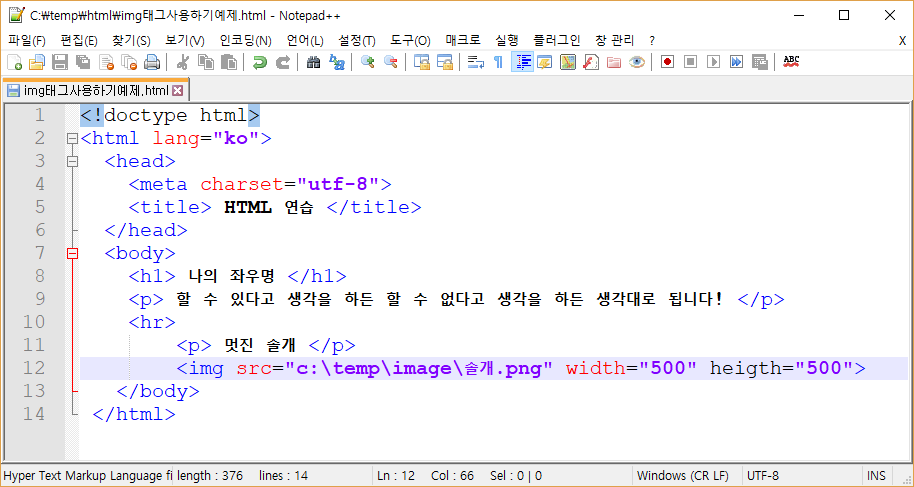 C:₩temp₩html₩img태그사용하기예제.html - Notepad++
파일(F) 편집(E) 찾기(S) 보기(V) 인코딩(N) 언어(L) 설정(T) 도구(O) 매크로 실행 플러그인 창 관리 ? X
ABC
img태그사용하기예제.html
1 <!doctype html>
2 <html lang="ko">
3 <head>
4 <meta charset="utf-8">
5 <title> HTML 연습 </title>
6 </head>
7 <body>
8 <h1> 나의 좌우명 </h1>
9 <p> 할 수 있다고 생각을 하든 할 수 없다고 생각을 하든 생각대로 됩니다! </p>
10 <hr>
11 <p> 멋진 솔개 </p>
12 <img src="c:\temp\image\솔개.png" width="500" heigth="500">
13 </body>
14 </html>
Hyper Text Markup Language fi length : 376 lines : 14 Ln : 12 Col : 66 Sel : 0 | 0 Windows (CR LF) UTF-8 INS